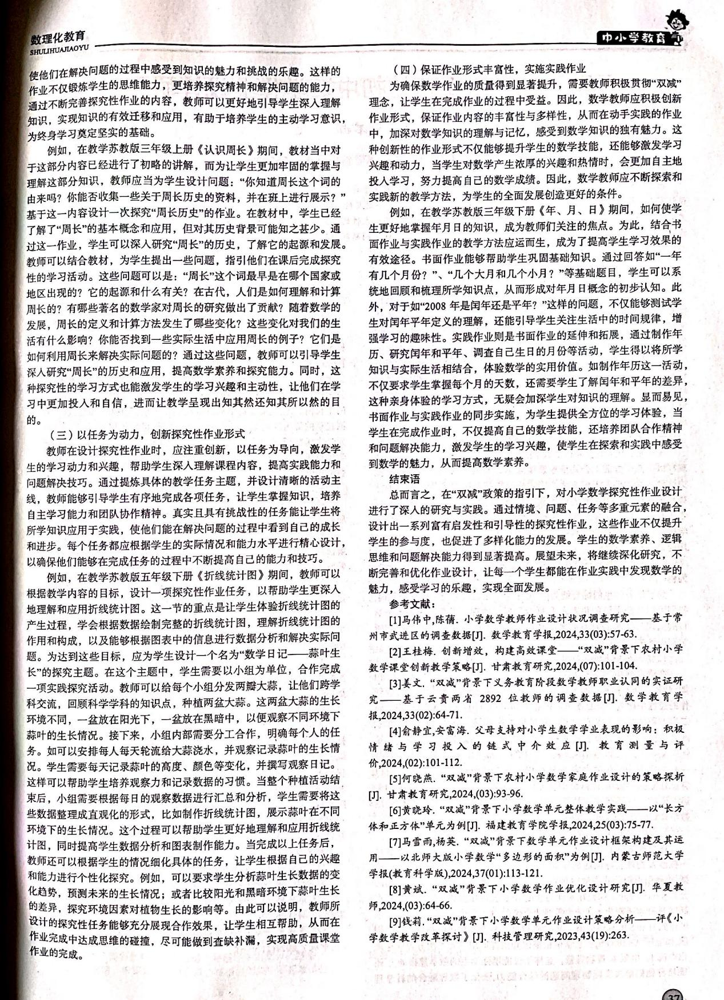 数理化教育
SHULIHUAJIAOYU
中小学教育
使他们在解决问题的过程中感受到知识的魅力和挑战的乐趣。这样的
作业不仅锻炼学生的思维能力，更培养探究精神和解决问题的能力，
通过不断完善探究性作业的内容，教师可以更好地引导学生深入理解
知识，实现知识的有效迁移和应用，有助于培养学生的主动学习意识，
为终身学习奠定坚实的基础。
例如，在教学苏教版三年级上册《认识周长》期间，教材当中对
于这部分内容已经进行了初略的讲解，而为让学生更加牢固的掌握与
理解这部分知识，教师应当为学生设计问题：“你知道周长这个词的
由来吗？你能否收集一些关于周长历史的资料，并在班上进行展示？”
基于这一内容设计一次探究“周长历史”的作业。在教材中，学生已经
了解了“周长”的基本概念和应用，但对其历史背景可能知之甚少。通
过这一作业，学生可以深入研究“周长”的历史，了解它的起源和发展。
教师可以结合教材，为学生提出一些问题，指引他们在课后完成探究
性的学习活动。这些问题可以是：“周长”这个词最早是在哪个国家或
地区出现的？它的起源和什么有关？在古代，人们是如何理解和计算
周长的？有哪些著名的数学家对周长的研究做出了贡献？随着数学的
发展，周长的定义和计算方法发生了哪些变化？这些变化对我们的生
活有什么影响？你能否找到一些实际生活中应用周长的例子？它们是
如何利用周长来解决实际问题的？通过这些问题，教师可以引导学生
深入研究“周长”的历史和应用，提高数学素养和探究能力。同时，这
种探究性的学习方式也能激发学生的学习兴趣和主动性，让他们在学
习中更加投入和自信，进而让教学呈现出知其然还知其所以然的目
的。
（三）以任务为动力，创新探究性作业形式
教师在设计探究性作业时，应注重创新，以任务为导向，激发学
生的学习动力和兴趣，帮助学生深入理解课程内容，提高实践能力和
问题解决技巧。通过提炼具体的教学任务主题，并设计清晰的活动主
线，教师能够引导学生有序地完成各项任务，让学生掌握知识，培养
自主学习能力和团队协作精神。真实且具有挑战性的任务能让学生将
所学知识应用于实践，使他们能在解决问题的过程中看到自己的成长
和进步。每个任务都应根据学生的实际情况和能力水平进行精心设计，
以确保他们能够在完成任务的过程中不断提高自己的能力和技巧。
例如，在教学苏教版五年级下册《折线统计图》期间，教师可以
根据教学内容的目标，设计一项探究性作业任务，以帮助学生更深入
地理解和应用折线统计图。这一节的重点是让学生体验折线统计图的
产生过程，学会根据数据绘制完整的折线统计图，理解折线统计图的
作用和构成，以及能够根据图表中的信息进行数据分析和解决实际问
题。为达到这些目标，应为学生设计一个名为“数学日记——蒜叶生
长”的探究主题。在这个主题中，学生需要以小组为单位，合作完成
一项实践探究活动。教师可以给每个小组分发两瓣大蒜，让他们跨学
科交流，回顾科学学科的知识点，种植两盆大蒜。这两盆大蒜的生长
环境不同，一盆放在阳光下，一盆放在黑暗中，以便观察不同环境下
蒜叶的生长情况。接下来，小组内部需要分工合作，明确每个人的任
务。如可以安排每人每天轮流给大蒜浇水，并观察记录蒜叶的生长情
况。学生需要每天记录蒜叶的高度、颜色等变化，并撰写观察日记。
这样可以帮助学生培养观察力和记录数据的习惯。当整个种植活动结
束后，小组需要根据每日的观察数据进行汇总和分析，学生需要将这
些数据整理成直观化的形式，比如制作折线统计图，展示蒜叶在不同
环境下的生长情况。这个过程可以帮助学生更好地理解和应用折线统
计图，同时提高学生数据分析和图表制作能力。当完成以上任务后，
教师还可以根据学生的情况细化具体的任务，让学生根据自己的兴趣
和能力进行个性化探究。例如，可以要求学生分析蒜叶生长数据的变
化趋势，预测未来的生长情况；或者比较阳光和黑暗环境下蒜叶生长
的差异，探究环境因素对植物生长的影响等。由此可以说明，教师所
设计的探究性任务能够充分展现合作效果，让学生相互帮助，从而在
作业完成中达成思维的碰撞，尽可能做到查缺补漏，实现高质量课堂
作业的完成。
（四）保证作业形式丰富性，实施实践作业
为确保数学作业的质量得到显著提升，需要教师积极贯彻“双减”
理念，让学生在完成作业的过程中受益。因此，数学教师应积极创新
作业形式，保证作业内容的丰富性与多样性，从而在动手实践的作业
中，加深对数学知识的理解与记忆，感受到数学知识的独有魅力。这
种创新性的作业形式不仅能够提升学生的数学技能，还能够激发学习
兴趣和动力，当学生对数学产生浓厚的兴趣和热情时，会更加自主地
投入学习，努力提高自己的数学成绩。因此，数学教师应不断探索和
实践新的教学方法，为学生的全面发展创造更好的条件。
例如，在教学苏教版三年级下册《年、月、日》期间，如何使学
生更好地掌握年月日的知识，成为教师们关注的焦点。为此，结合书
面作业与实践作业的教学方法应运而生，成为了提高学生学习效果的
有效途径。书面作业能够帮助学生巩固基础知识。通过回答如“一年
有几个月份？”、“几个大月和几个小月？”等基础题目，学生可以系
统地回顾和梳理所学知识点，从而形成对年月日概念的初步认知。此
外，对于如“2008 年是闰年还是平年？”这样的问题，不仅能够测试学
生对闰年平年定义的理解，还能引导学生关注生活中的时间规律，增
强学习的趣味性。实践作业则是书面作业的延伸和拓展，通过制作年
历、研究闰年和平年、调查自己生日的月份等活动，学生得以将所学
知识与实际生活相结合，体验数学的实用价值。如制作年历这一活动，
不仅要求学生掌握每个月的天数，还需要学生了解闰年和平年的差异，
这种亲身体验的学习方式，无疑会加深学生对知识的理解。显而易见，
书面作业与实践作业的同步实施，为学生提供全方位的学习体验，当
学生在完成作业时，不仅提高自己的数学技能，还培养团队合作精神
和问题解决能力，激发学生的学习兴趣，使学生在探索和实践中感受
到数学的魅力，从而提高数学素养。
结束语
总而言之，在“双减”政策的指引下，对小学数学探究性作业设计
进行了深入的研究与实践。通过情境、问题、任务等多重元素的融合，
设计出一系列富有启发性和引导性的探究性作业，这些作业不仅提升
学生的参与度，也促进了多样化能力的发展。学生的数学素养、逻辑
思维和问题解决能力得到显著提高。展望未来，将继续深化研究，不
断完善和优化作业设计，让每一个学生都能在作业实践中发现数学的
魅力，感受学习的乐趣，实现全面发展。
参考文献：
[1]马伟中,陈蒨. 小学数学教师作业设计状况调查研究——基于常
州市武进区的调查数据[J]. 数学教育学报,2024,33(03):57-63.
[2]王桂梅. 创新增效，构建高效课堂——“双减”背景下农村小学
数学课堂创新教学策略[J]. 甘肃教育研究,2024,(07):101-104.
[3]姜文. “双减”背景下义务教育阶段数学教师职业认同的实证研
究——基于云贵两省 2892 位教师的调查数据[J]. 数学教育学
报,2024,33(02):64-71.
[4]俞静宜,安富海. 父母支持对小学生数学学业表现的影响：积极
情绪与学习投入的链式中介效应[J]. 教育测量与评
价,2024,(02):101-112.
[5]何晓燕. “双减”背景下农村小学数学家庭作业设计的策略探析
[J]. 甘肃教育研究,2024,(03):93-96.
[6]黄晓玲. “双减”背景下小学数学单元整体教学实践——以“长方
体和正方体”单元为例[J]. 福建教育学院学报,2024,25(03):75-77.
[7]马雪雨,杨英. “双减”背景下数学单元作业设计框架构建及其运
用——以北师大版小学数学“多边形的面积”为例[J]. 内蒙古师范大学
学报(教育科学版),2024,37(01):113-121.
[8]黄斌. “双减”背景下小学数学作业优化设计研究[J]. 华夏教
师,2024,(03):64-66.
[9]钱莉. “双减”背景下小学数学单元作业设计策略分析——评《小
学数学教学改革探讨》[J]. 科技管理研究,2023,43(19):263.
37